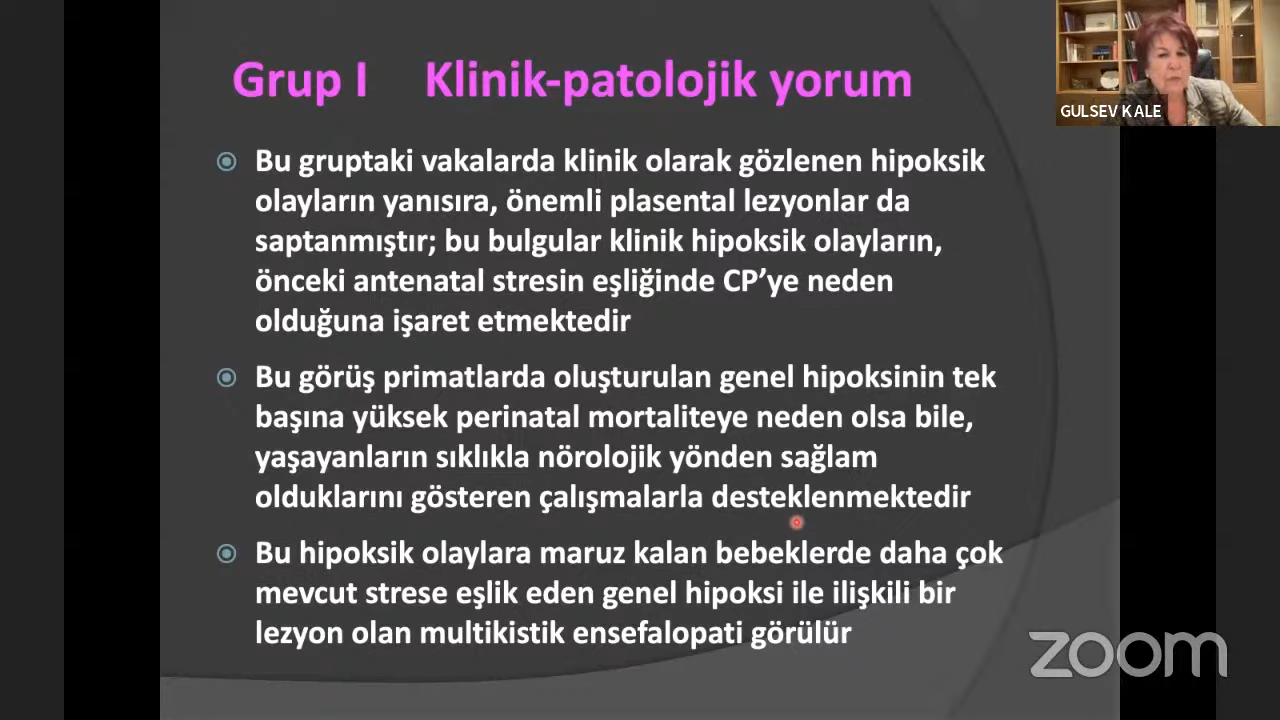 Grup I Klinik-patolojik yorum
GULSEV KALE
Bu gruptaki vakalarda klinik olarak gözlenen hipoksik
olayların yanısıra, önemli plasental lezyonlar da
saptanmıştır; bu bulgular klinik hipoksik olayların,
önceki antenatal stresin eşliğinde CP’ye neden
olduğuna işaret etmektedir
Bu görüş primatlarda oluşturulan genel hipoksinin tek
başına yüksek perinatal mortaliteye neden olsa bile,
yaşayanların sıklıkla nörolojik yönden sağlam
olduklarını gösteren çalışmalarla desteklenmektedir
Bu hipoksik olaylara maruz kalan bebeklerde daha çok
mevcut strese eşlik eden genel hipoksi ile ilişkili bir
lezyon olan multikistik ensefalopati görülür
zoom